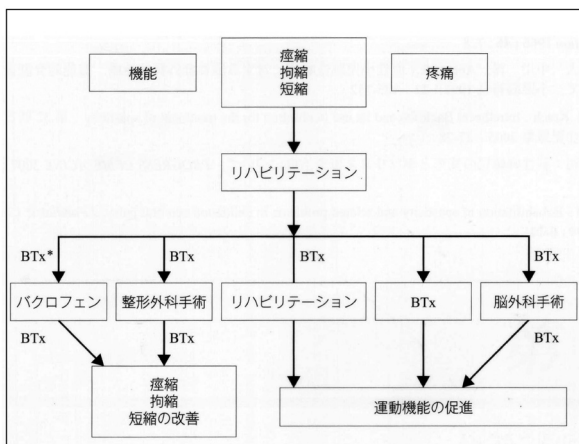 機能
痙縮
拘縮
短縮
疼痛
リハビリテーション
BTx*
BTx
BTx
BTx
BTx
バクロフェン
整形外科手術
リハビリテーション
BTx
脳外科手術
BTx
BTx
BTx
痙縮
拘縮
短縮の改善
運動機能の促進